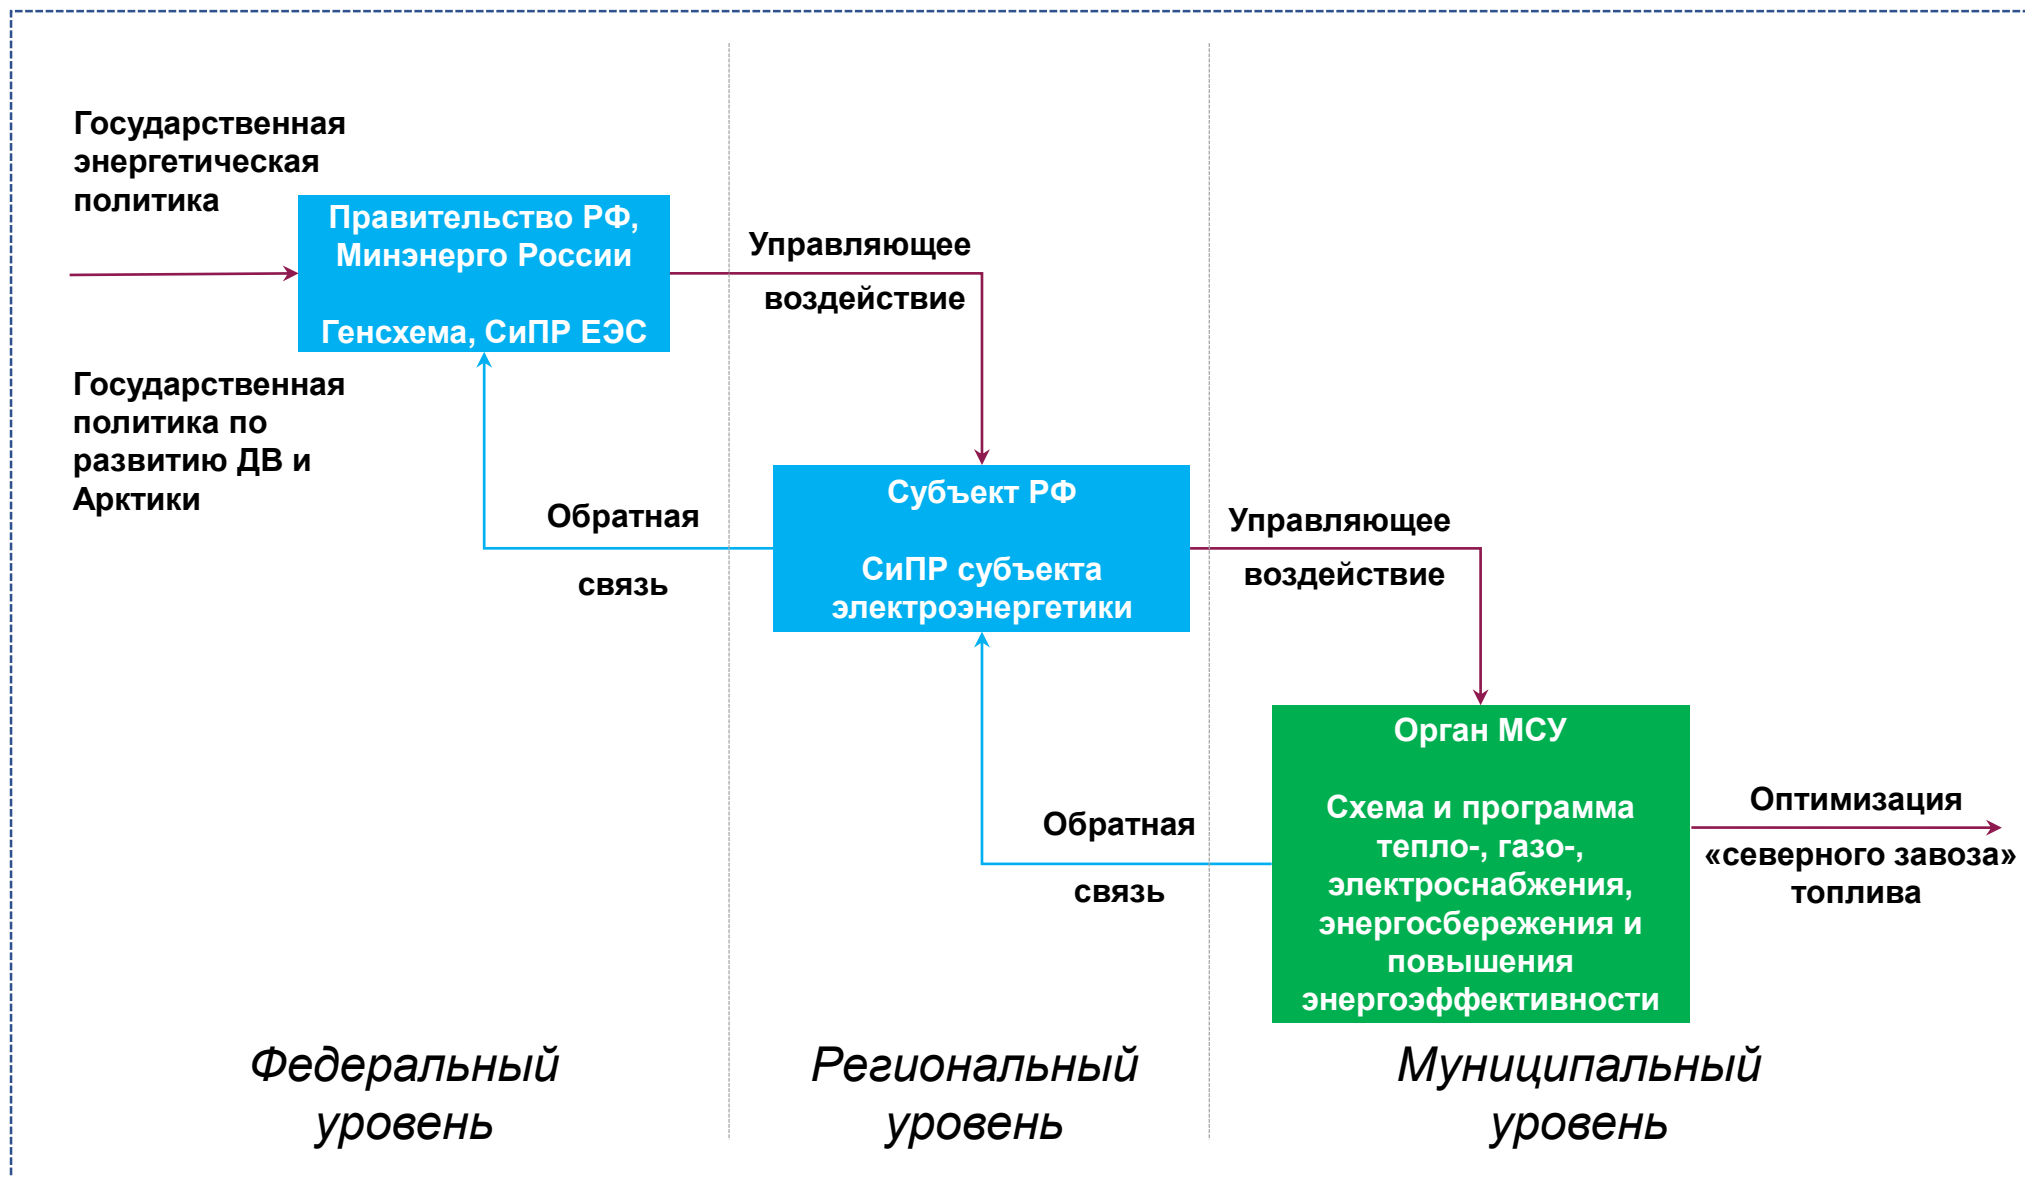 Государственная
энергетическая
политика
Правительство РФ,
Минэнерго России
Генсхема, СиПР ЕЭС
Управляющее
воздействие
Государственная
политика по
развитию ДВ и
Арктики
Обратная
связь
Субъект РФ
СиПР субъекта
электроэнергетики
Управляющее
воздействие
Обратная
связь
Орган МСУ
Схема и программа
тепло-, газо-,
электроснабжения,
энергосбережения и
повышения
энергоэффективности
Оптимизация
«северного завоза»
топлива
Федеральный
уровень
Региональный
уровень
Муниципальный
уровень